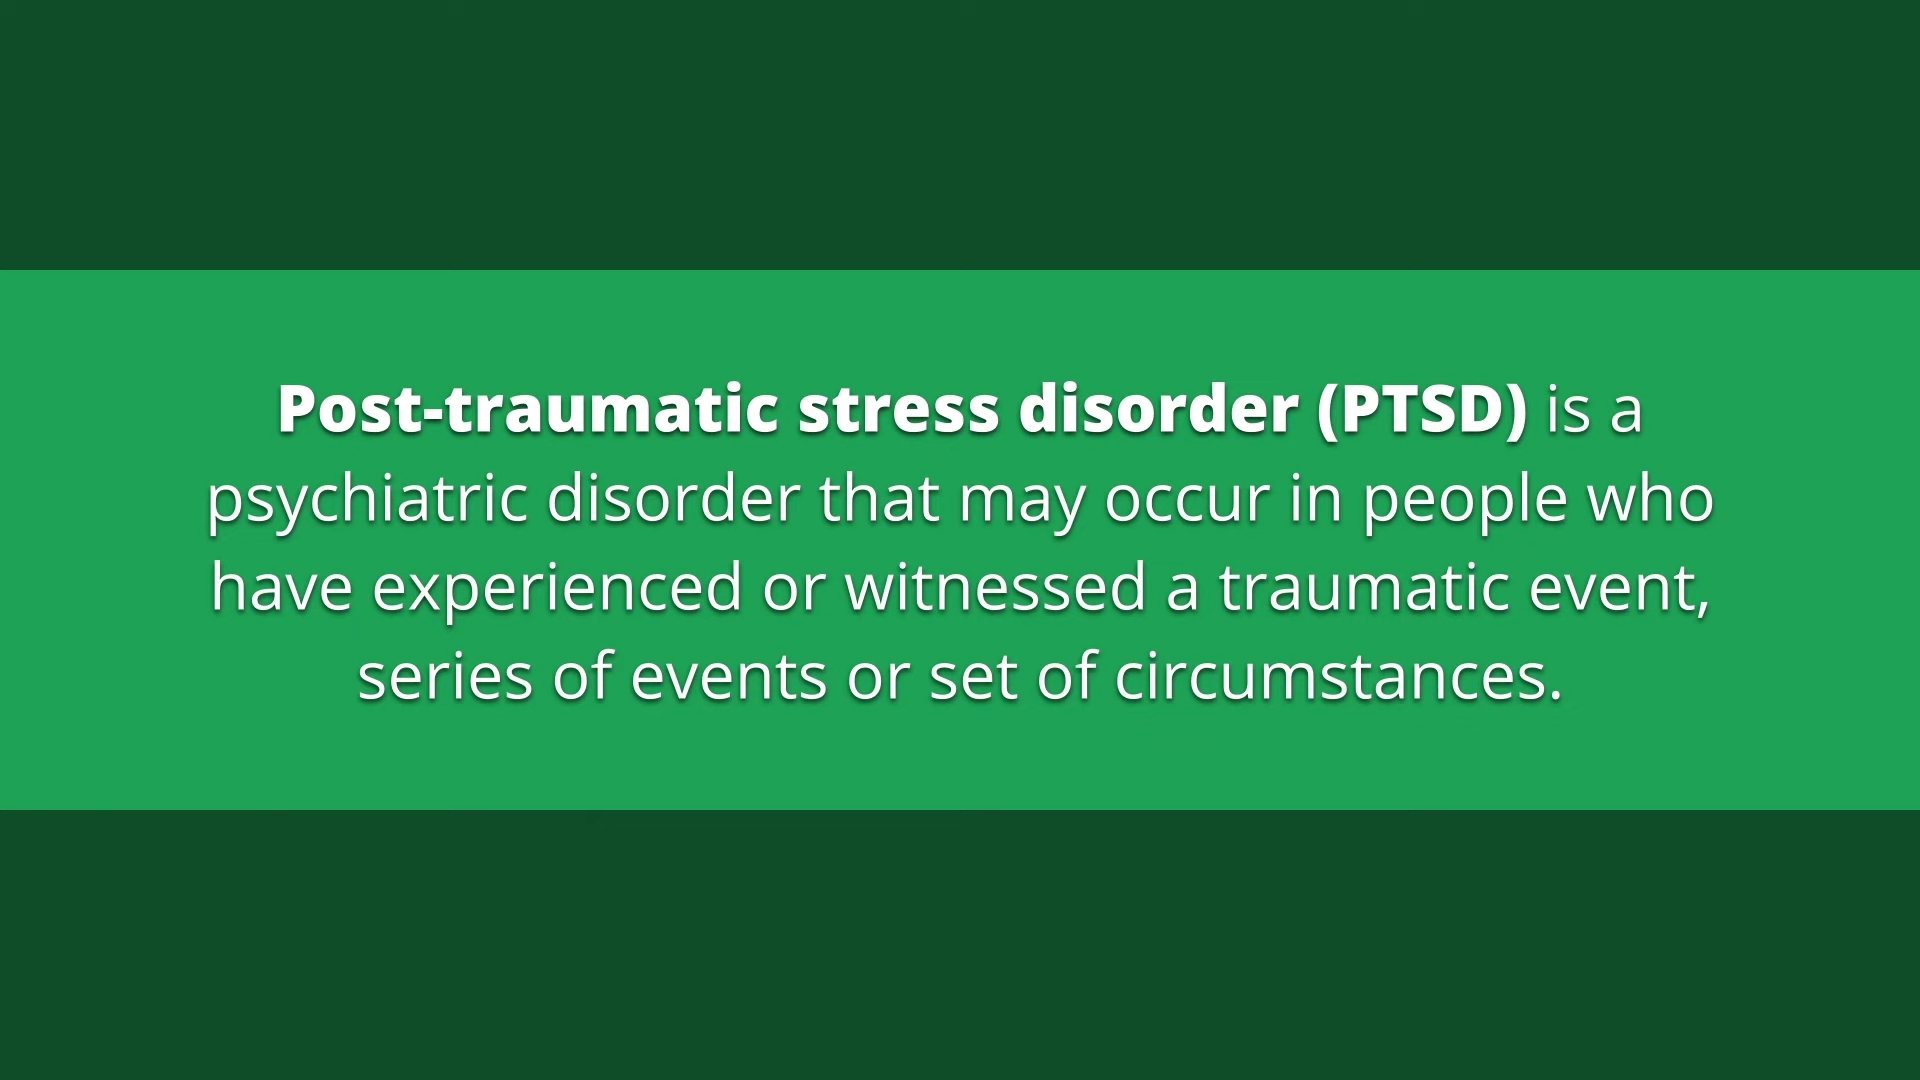 Post-traumatic stress disorder (PTSD) is a
psychiatric disorder that may occur in people who
have experienced or witnessed a traumatic event,
series of events or set of circumstances.